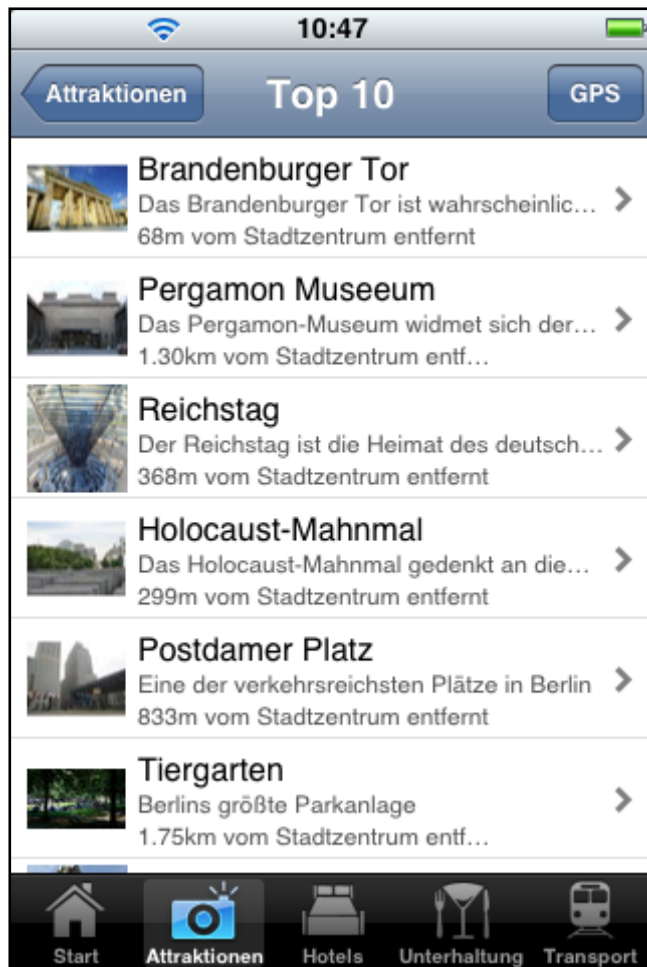 10:47
Attraktionen Top 10 GPS
Brandenburger Tor
Das Brandenburger Tor ist wahrscheinlic...
68m vom Stadtzentrum entfernt
Pergamon Museeum
Das Pergamon-Museum widmet sich der...
1.30km vom Stadtzentrum entf...
Reichstag
Der Reichstag ist die Heimat des deutsch...
368m vom Stadtzentrum entfernt
Holocaust-Mahnmal
Das Holocaust-Mahnmal gedenkt an die...
299m vom Stadtzentrum entfernt
Postdamer Platz
Eine der verkehrsreichsten Plätze in Berlin
833m vom Stadtzentrum entfernt
Tiergarten
Berlins größte Parkanlage
1.75km vom Stadtzentrum entf...
Start Attraktionen Hotels Unterhaltung Transport